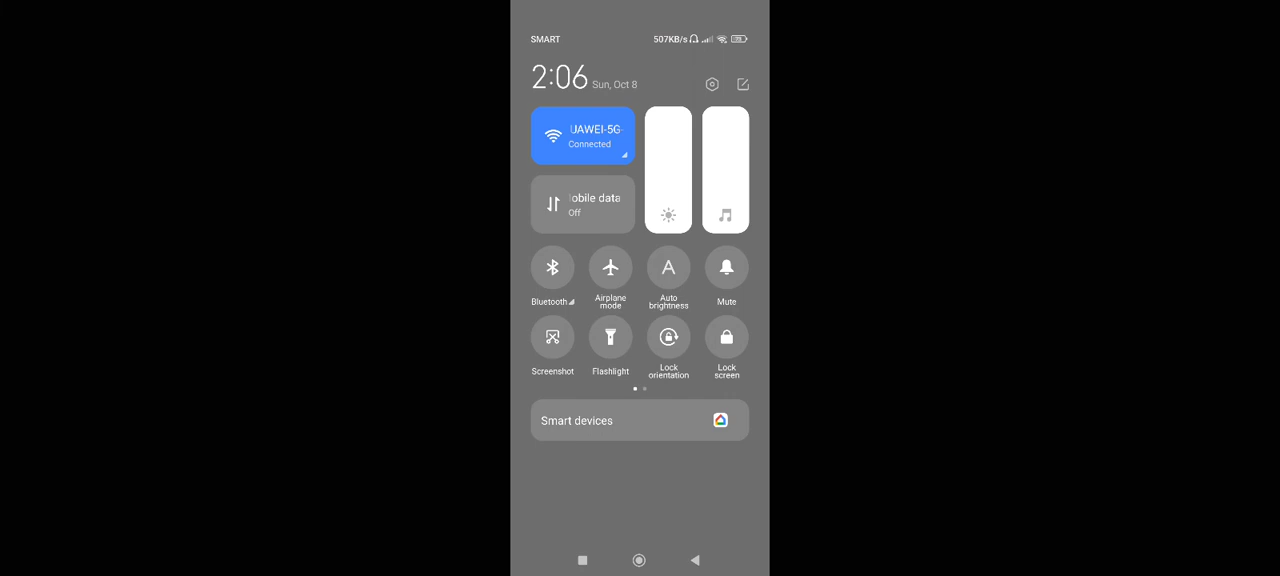 SMART 507KB/s
2:06 Sun, Oct 8
UAWEI-5G-
Connected
obile data
Off
Bluetooth
Airplane
mode
Auto
brightness
Mute
Screenshot
Flashlight
Lock
orientation
Lock
screen
Smart devices